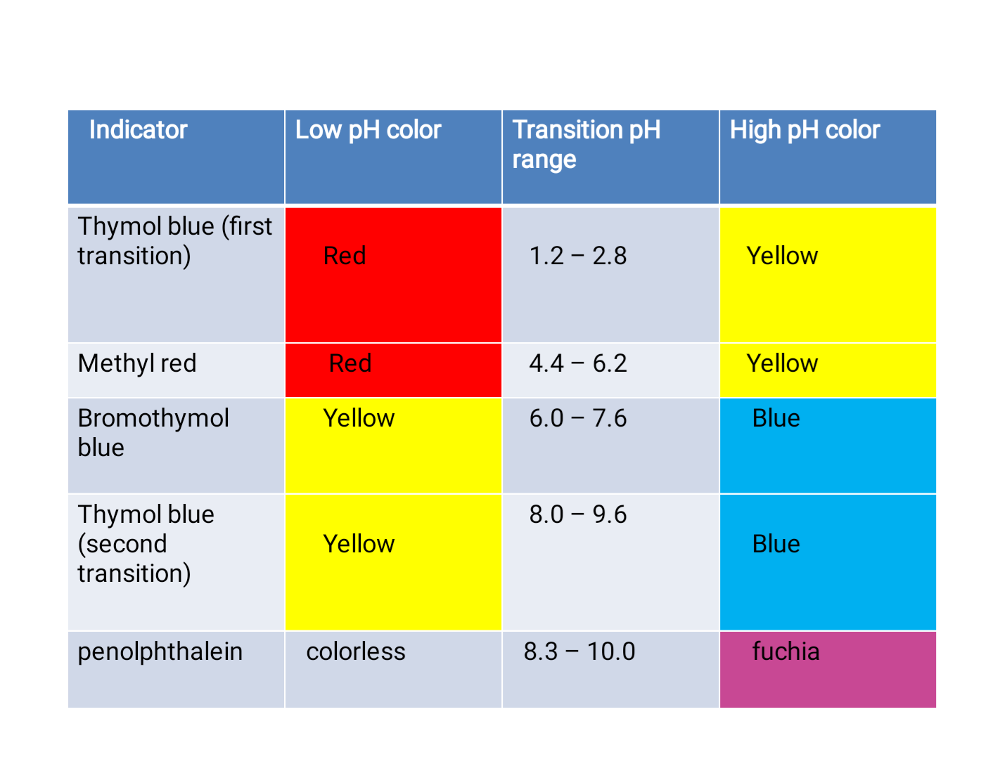 Indicator
Low pH color
Transition pH
range
High pH color
Thymol blue (first
transition)
Red
1.2 – 2.8
Yellow
Methyl red
Red
4.4 – 6.2
Yellow
Bromothymol
blue
Yellow
6.0 – 7.6
Blue
Thymol blue
(second
transition)
Yellow
8.0 – 9.6
Blue
penolphthalein
colorless
8.3 – 10.0
fuchia